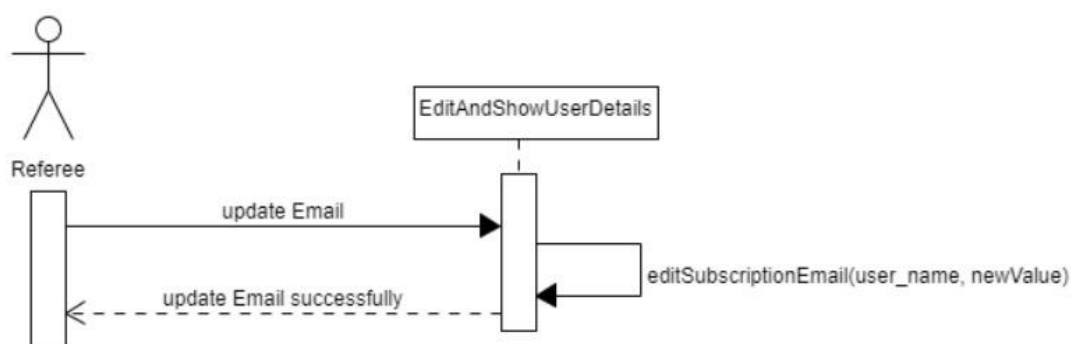 EditAndShowUserDetails
Referee
update Email
editSubscriptionEmail(user_name, newValue)
update Email successfully